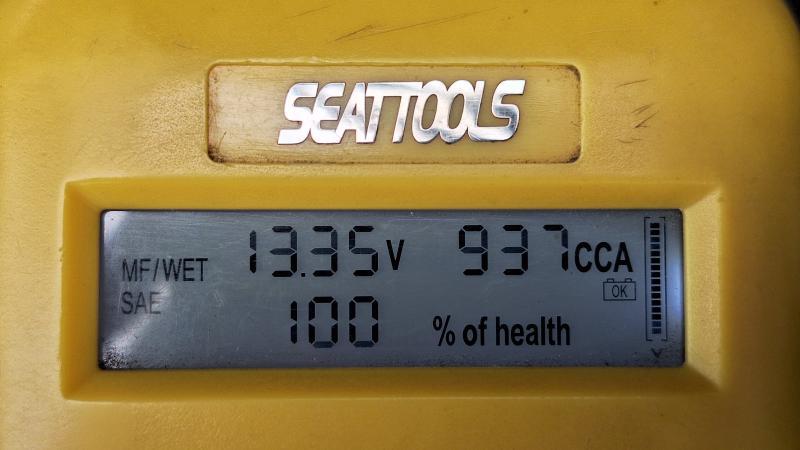 SEATTOOLS
MF/WET 13.35V 937CCA
SAE OK
100 % of health